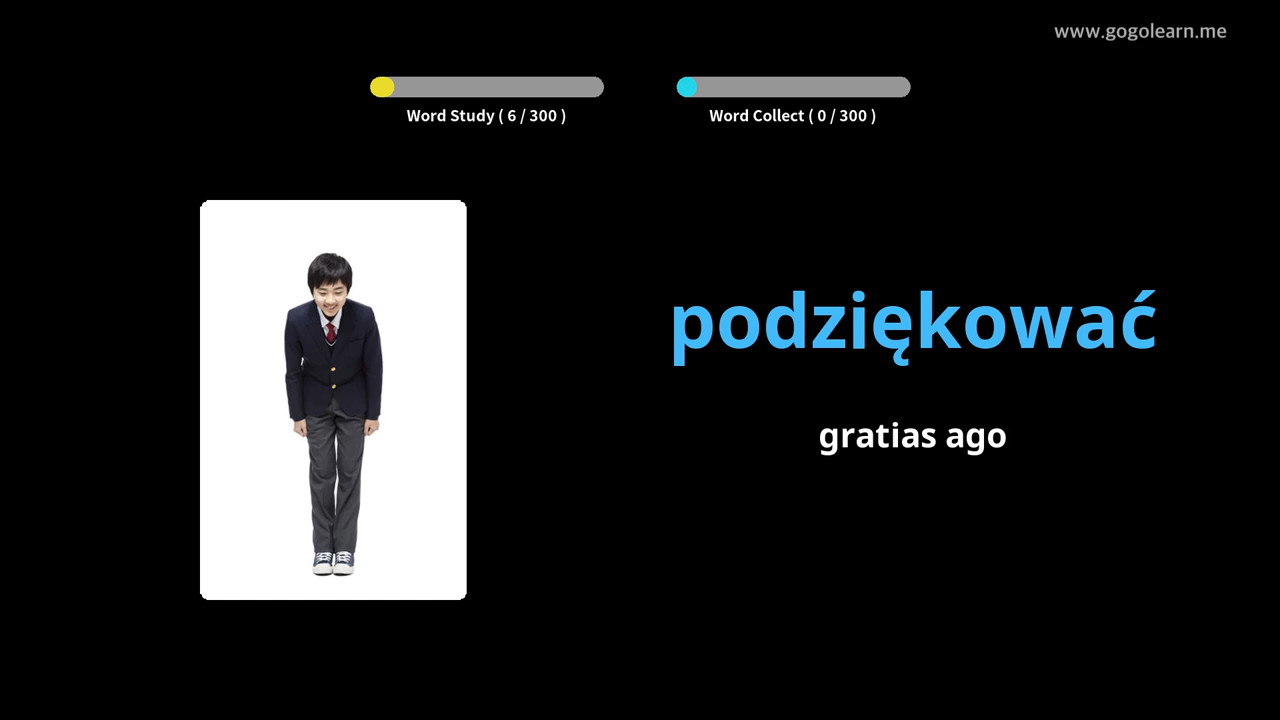 www.gogolearn.me
Word Study ( 6 / 300 )
Word Collect ( 0 / 300 )
podziękować
gratias ago